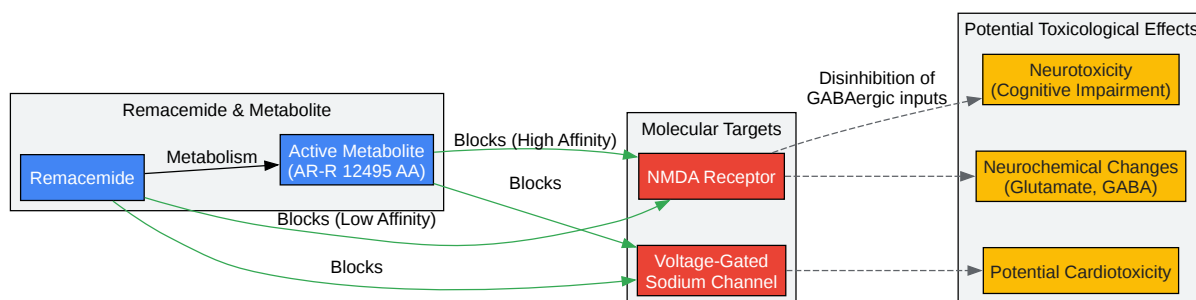 Remacemide & Metabolite
Remacemide
Metabolism
Active Metabolite
(AR-R 12495 AA)
Blocks (High Affinity)
Blocks
Blocks (Low Affinity)
Blocks
Molecular Targets
NMDA Receptor
Voltage-Gated
Sodium Channel
Disinhibition of
GABAergic inputs
Potential Toxicological Effects
Neurotoxicity
(Cognitive Impairment)
Neurochemical Changes
(Glutamate, GABA)
Potential Cardiotoxicity